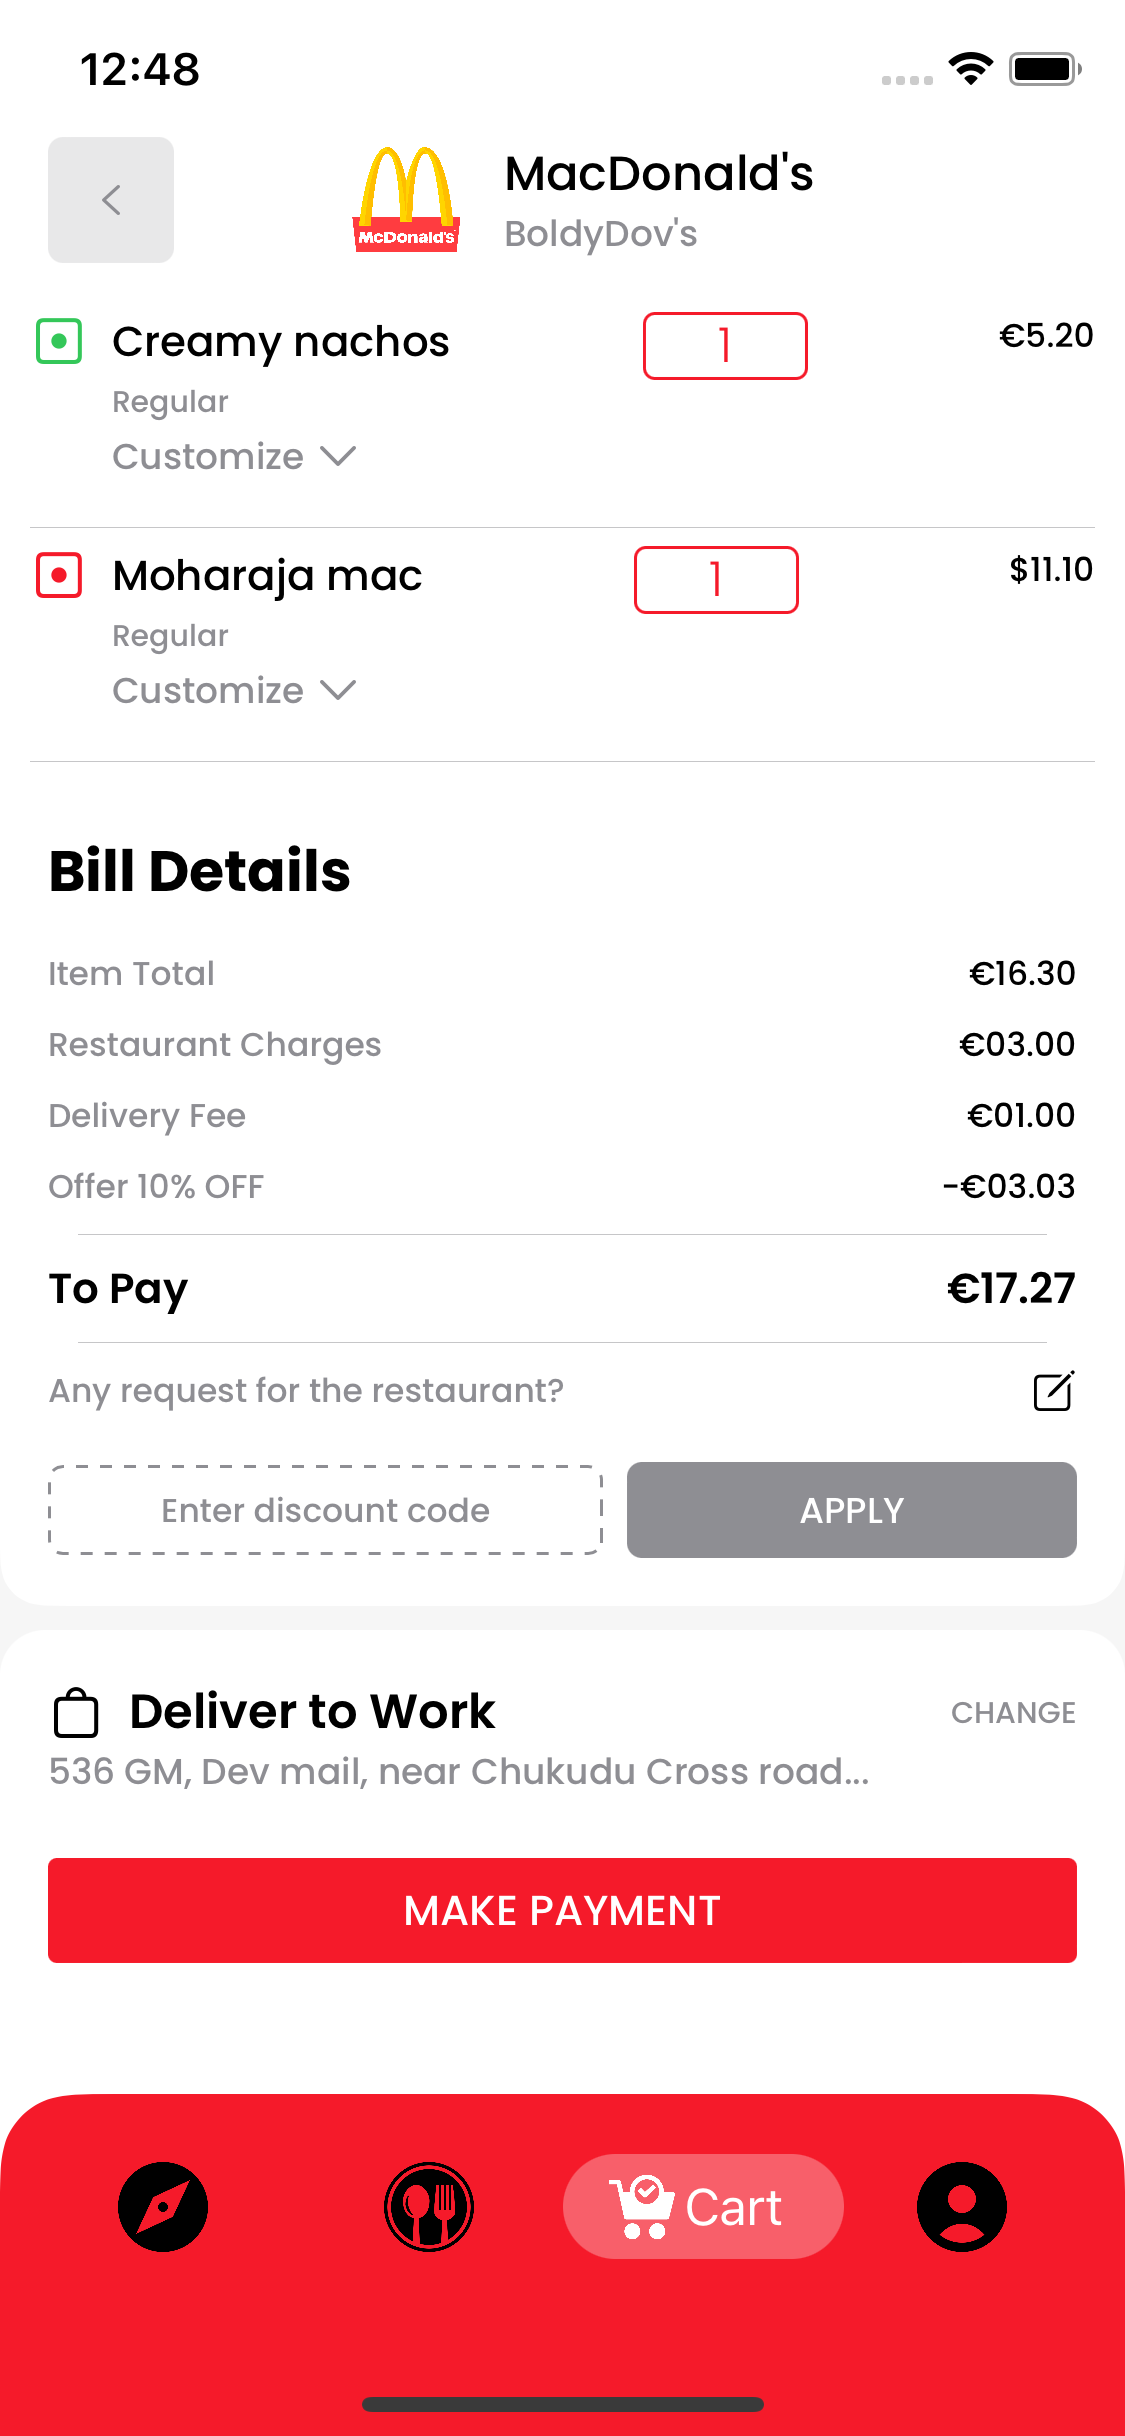 12:48
McDonald's
MacDonald's
BoldyDov's
Creamy nachos 1 €5.20
Regular
Customize
Moharaja mac 1 $11.10
Regular
Customize
Bill Details
Item Total €16.30
Restaurant Charges €03.00
Delivery Fee €01.00
Offer 10% OFF -€03.03
To Pay €17.27
Any request for the restaurant?
Enter discount code APPLY
Deliver to Work CHANGE
536 GM, Dev mail, near Chukudu Cross road...
MAKE PAYMENT
Cart